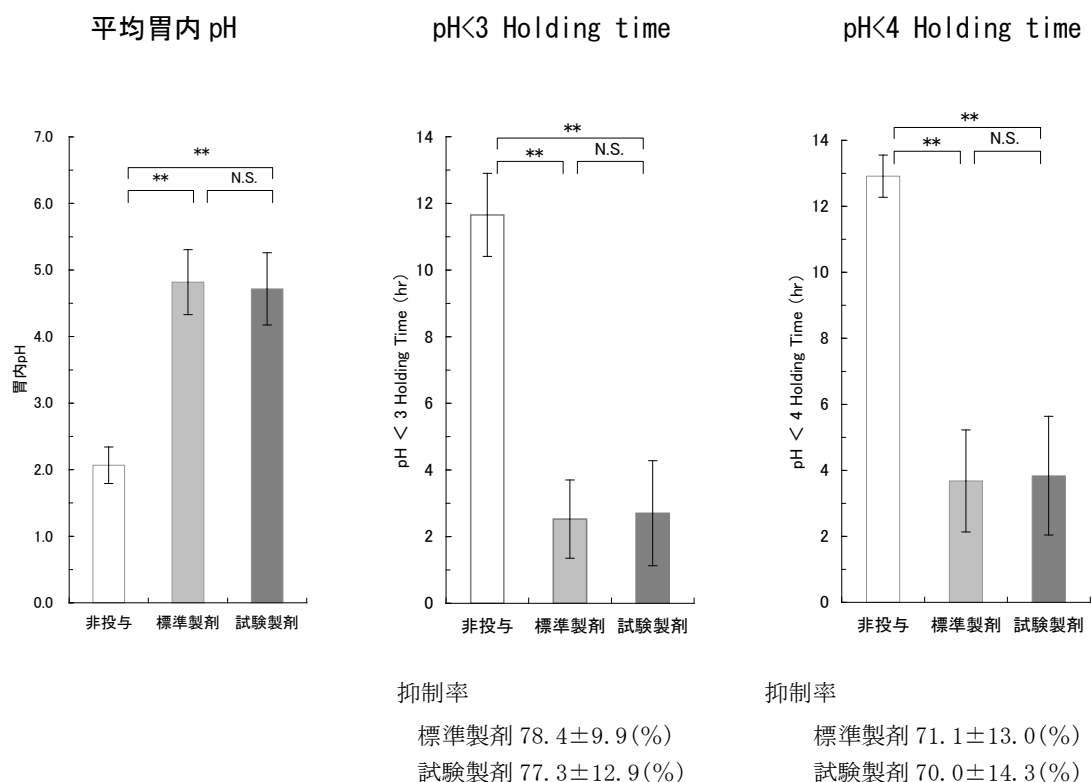 平均胃内 pH
pH<3 Holding time
pH<4 Holding time
胃内pH
7.0
6.0
5.0
4.0
3.0
2.0
1.0
0.0
**
**
N.S.
非投与 標準製剤 試験製剤
pH < 3 Holding Time (hr)
14
12
10
8
6
4
2
0
**
**
N.S.
非投与 標準製剤 試験製剤
抑制率
標準製剤 78.4±9.9(%)
試験製剤 77.3±12.9(%)
pH < 4 Holding Time (hr)
14
12
10
8
6
4
2
0
**
**
N.S.
非投与 標準製剤 試験製剤
抑制率
標準製剤 71.1±13.0(%)
試験製剤 70.0±14.3(%)